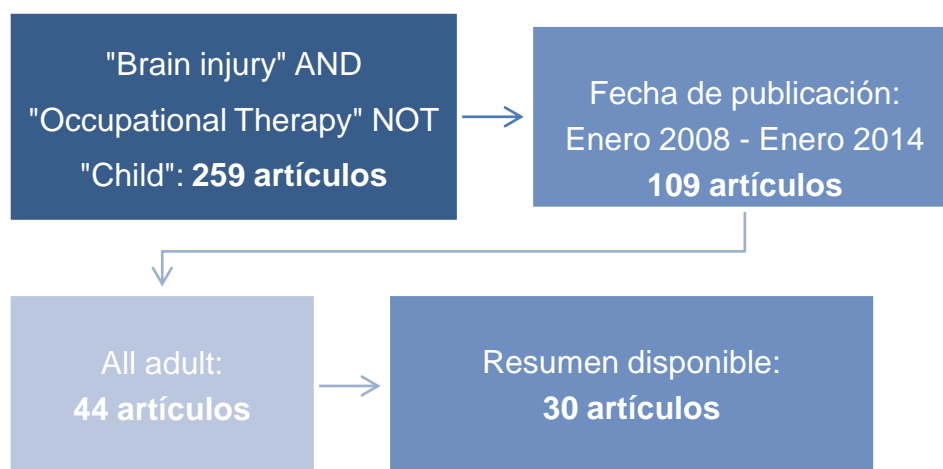 "Brain injury" AND
"Occupational Therapy" NOT
"Child": 259 artículos
Fecha de publicación:
Enero 2008 - Enero 2014
109 artículos
All adult:
44 artículos
Resumen disponible:
30 artículos